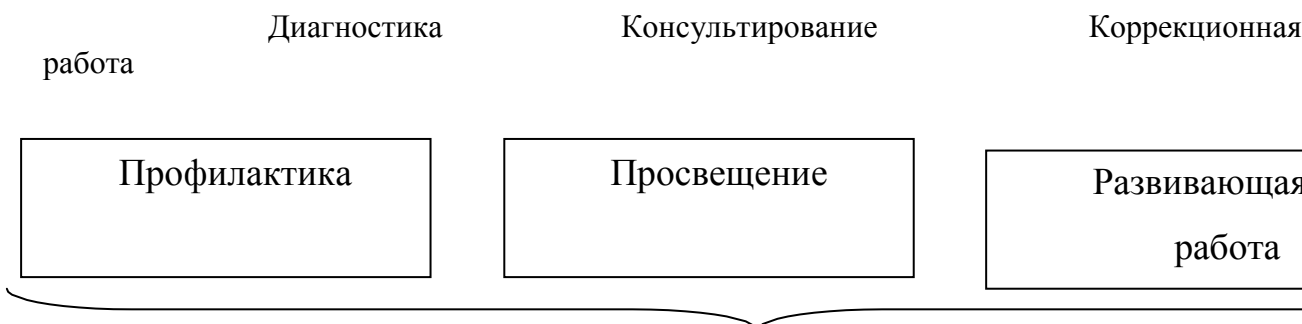 Диагностика Консультирование Коррекционная
работа
Профилактика Просвещение Развивающая
работа